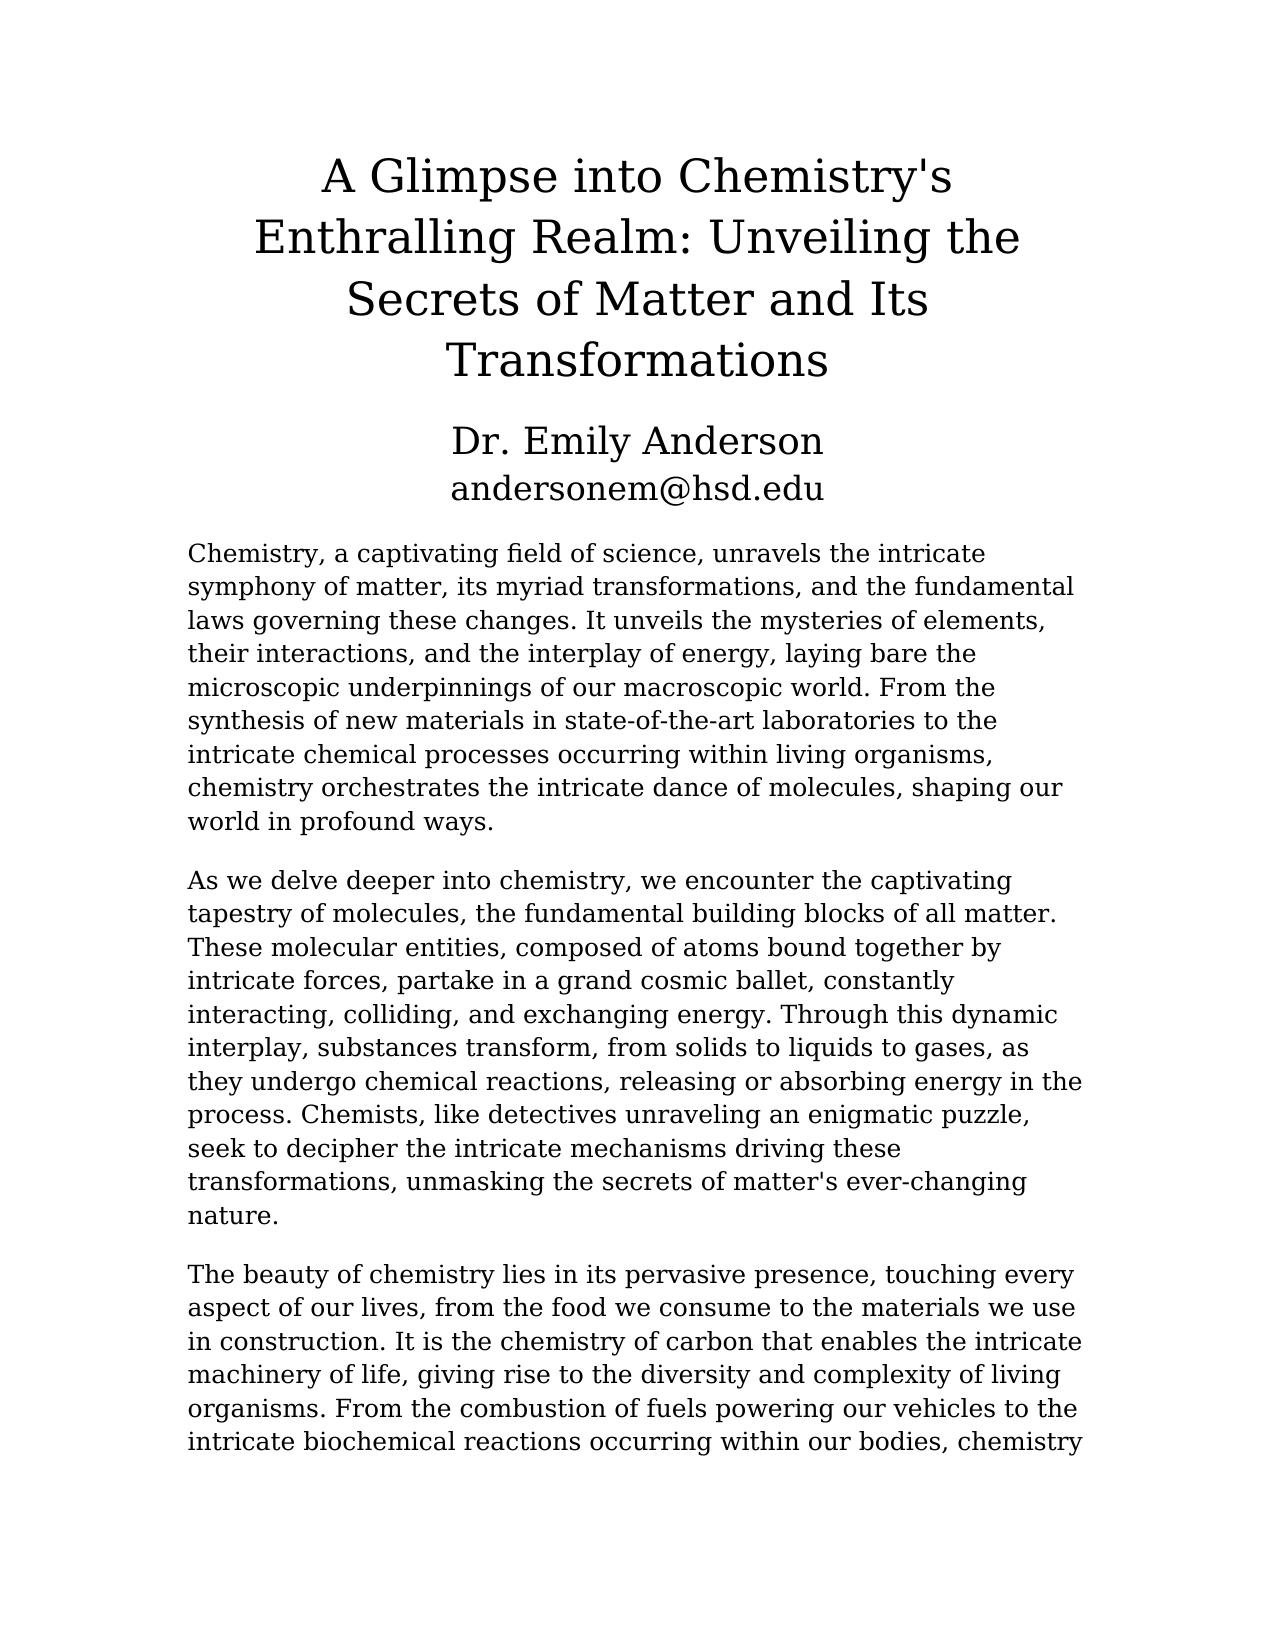 A Glimpse into Chemistry's
Enthralling Realm: Unveiling the
Secrets of Matter and Its
Transformations
Dr. Emily Anderson
andersonem@hsd.edu
Chemistry, a captivating field of science, unravels the intricate
symphony of matter, its myriad transformations, and the fundamental
laws governing these changes. It unveils the mysteries of elements,
their interactions, and the interplay of energy, laying bare the
microscopic underpinnings of our macroscopic world. From the
synthesis of new materials in state-of-the-art laboratories to the
intricate chemical processes occurring within living organisms,
chemistry orchestrates the intricate dance of molecules, shaping our
world in profound ways.
As we delve deeper into chemistry, we encounter the captivating
tapestry of molecules, the fundamental building blocks of all matter.
These molecular entities, composed of atoms bound together by
intricate forces, partake in a grand cosmic ballet, constantly
interacting, colliding, and exchanging energy. Through this dynamic
interplay, substances transform, from solids to liquids to gases, as
they undergo chemical reactions, releasing or absorbing energy in the
process. Chemists, like detectives unraveling an enigmatic puzzle,
seek to decipher the intricate mechanisms driving these
transformations, unmasking the secrets of matter's ever-changing
nature.
The beauty of chemistry lies in its pervasive presence, touching every
aspect of our lives, from the food we consume to the materials we use
in construction. It is the chemistry of carbon that enables the intricate
machinery of life, giving rise to the diversity and complexity of living
organisms. From the combustion of fuels powering our vehicles to the
intricate biochemical reactions occurring within our bodies, chemistry